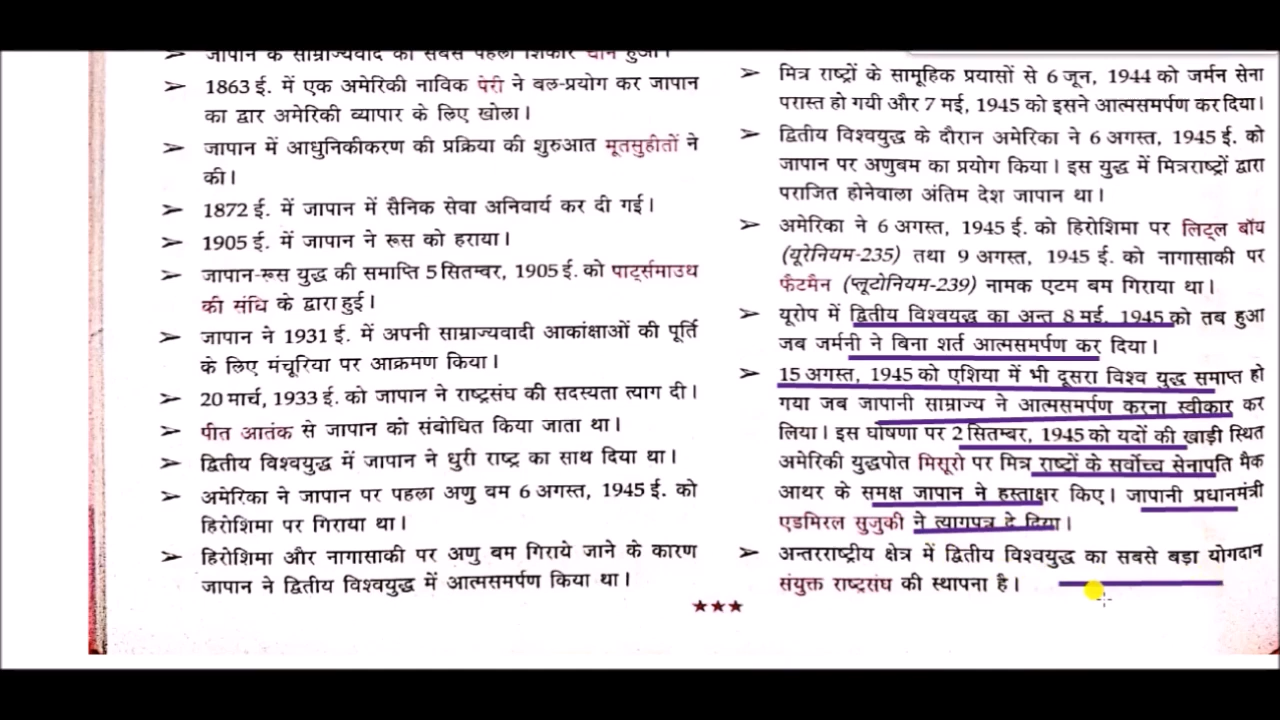 जापान के साम्राज्यवाद का सबसे पहला शिकार चीन हुआ।
➢ 1863 ई. में एक अमेरिकी नाविक पेरी ने बल-प्रयोग कर जापान
का द्वार अमेरिकी व्यापार के लिए खोला।
➢ जापान में आधुनिकीकरण की प्रक्रिया की शुरुआत मूतसुहीतों ने
की।
➢ 1872 ई. में जापान में सैनिक सेवा अनिवार्य कर दी गई।
➢ 1905 ई. में जापान ने रूस को हराया।
➢ जापान-रूस युद्ध की समाप्ति 5 सितम्बर, 1905 ई. को पार्ट्समाउथ
की संधि के द्वारा हुई।
➢ जापान ने 1931 ई. में अपनी साम्राज्यवादी आकांक्षाओं की पूर्ति
के लिए मंचूरिया पर आक्रमण किया।
➢ 20 मार्च, 1933 ई. को जापान ने राष्ट्रसंघ की सदस्यता त्याग दी।
➢ पीत आतंक से जापान को संबोधित किया जाता था।
➢ द्वितीय विश्वयुद्ध में जापान ने धुरी राष्ट्र का साथ दिया था।
➢ अमेरिका ने जापान पर पहला अणु बम 6 अगस्त, 1945 ई. को
हिरोशिमा पर गिराया था।
➢ हिरोशिमा और नागासाकी पर अणु बम गिराये जाने के कारण
जापान ने द्वितीय विश्वयुद्ध में आत्मसमर्पण किया था।
➢ मित्र राष्ट्रों के सामूहिक प्रयासों से 6 जून, 1944 को जर्मन सेना
परास्त हो गयी और 7 मई, 1945 को इसने आत्मसमर्पण कर दिया।
➢ द्वितीय विश्वयुद्ध के दौरान अमेरिका ने 6 अगस्त, 1945 ई. को
जापान पर अणुबम का प्रयोग किया। इस युद्ध में मित्रराष्ट्रों द्वारा
पराजित होनेवाला अंतिम देश जापान था।
➢ अमेरिका ने 6 अगस्त, 1945 ई. को हिरोशिमा पर लिट्ल बॉय
(यूरेनियम-235) तथा 9 अगस्त, 1945 ई. को नागासाकी पर
फैटमैन (प्लूटोनियम-239) नामक एटम बम गिराया था।
➢ यूरोप में द्वितीय विश्वयुद्ध का अन्त 8 मई, 1945 को तब हुआ
जब जर्मनी ने बिना शर्त आत्मसमर्पण कर दिया।
➢ 15 अगस्त, 1945 को एशिया में भी दूसरा विश्व युद्ध समाप्त हो
गया जब जापानी साम्राज्य ने आत्मसमर्पण करना स्वीकार कर
लिया। इस घोषणा पर 2 सितम्बर, 1945 को यदों की खाड़ी स्थित
अमेरिकी युद्धपोत मिसूरो पर मित्र राष्ट्रों के सर्वोच्च सेनापति मैक
आथर के समक्ष जापान ने हस्ताक्षर किए। जापानी प्रधानमंत्री
एडमिरल सुजुकी ने त्यागपत्र दे दिया।
➢ अन्तरराष्ट्रीय क्षेत्र में द्वितीय विश्वयुद्ध का सबसे बड़ा योगदान
संयुक्त राष्ट्रसंघ की स्थापना है।
★★★